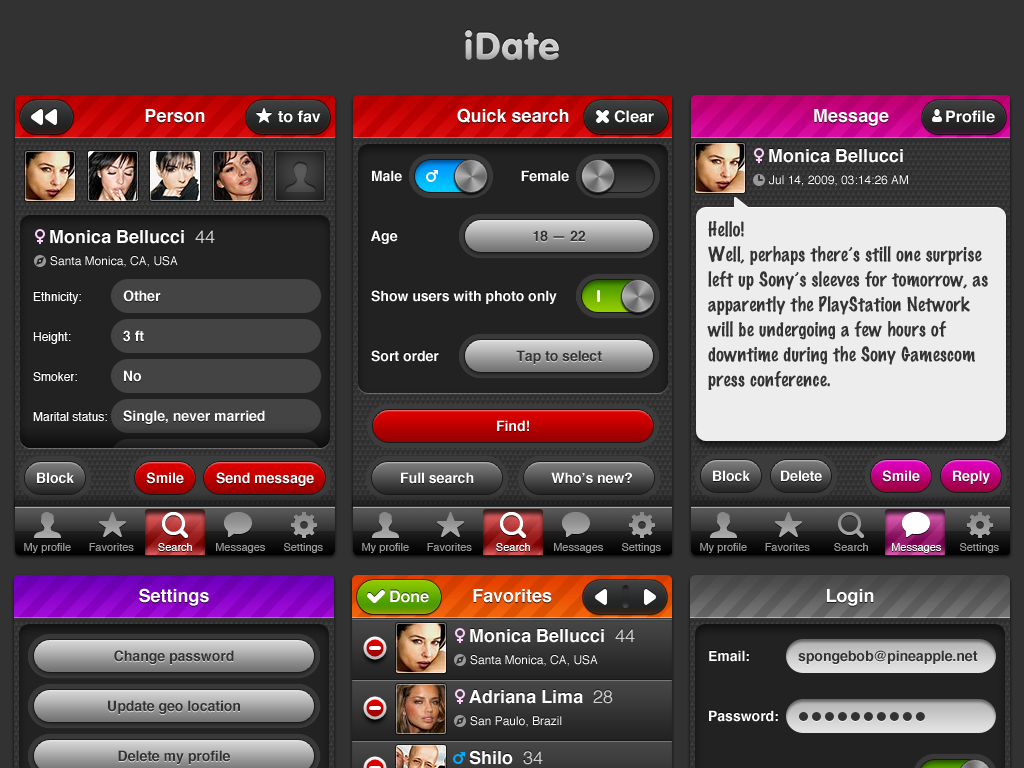 iDate
Person
to fav
Monica Bellucci 44
Santa Monica, CA, USA
Ethnicity: Other
Height: 3 ft
Smoker: No
Marital status: Single, never married
Block
Smile
Send message
My profile
Favorites
Search
Messages
Settings
Quick search
Clear
Male
Female
Age
18 — 22
Show users with photo only
Sort order
Tap to select
Find!
Full search
Who's new?
My profile
Favorites
Search
Messages
Settings
Message
Profile
Monica Bellucci
Jul 14, 2009, 03:14:26 AM
Hello!
Well, perhaps there´s still one surprise
left up Sony´s sleeves for tomorrow, as
apparently the PlayStation Network
will be undergoing a few hours of
downtime during the Sony Gamescom
press conference.
Block
Delete
Smile
Reply
My profile
Favorites
Search
Messages
Settings
Settings
Change password
Update geo location
Delete my profile
Done
Favorites
Monica Bellucci 44
Santa Monica, CA, USA
Adriana Lima 28
San Paulo, Brazil
Shilo 34
Login
Email: spongebob@pineapple.net
Password: ●●●●●●●●●●